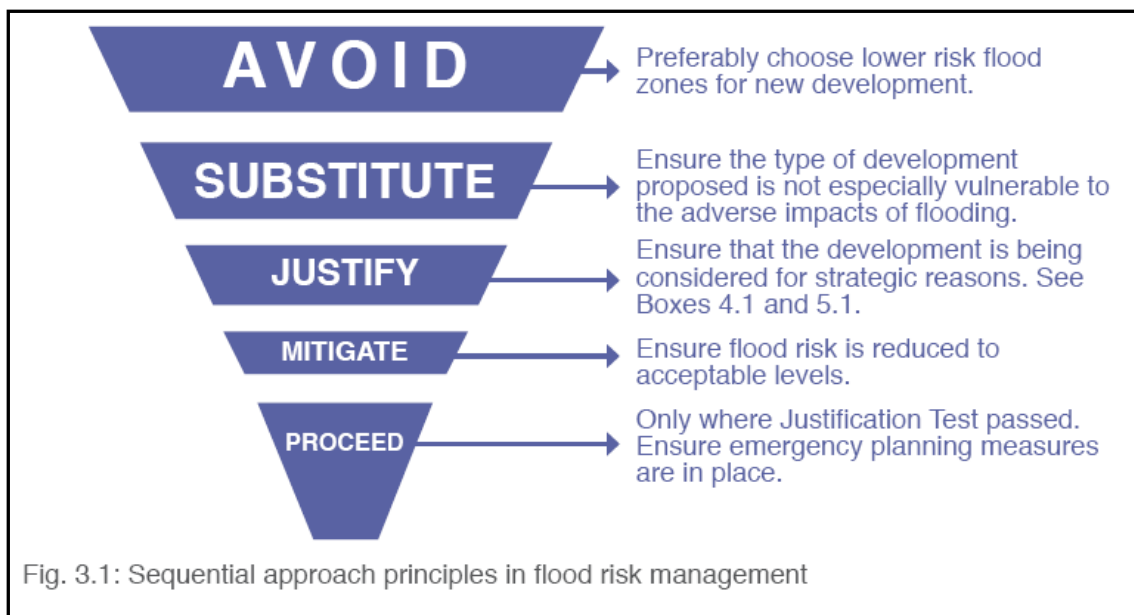 AVOID
Preferably choose lower risk flood
zones for new development.
SUBSTITUTE
Ensure the type of development
proposed is not especially vulnerable to
the adverse impacts of flooding.
JUSTIFY
Ensure that the development is being
considered for strategic reasons. See
Boxes 4.1 and 5.1.
MITIGATE
Ensure flood risk is reduced to
acceptable levels.
PROCEED
Only where Justification Test passed.
Ensure emergency planning measures
are in place.
Fig. 3.1: Sequential approach principles in flood risk management